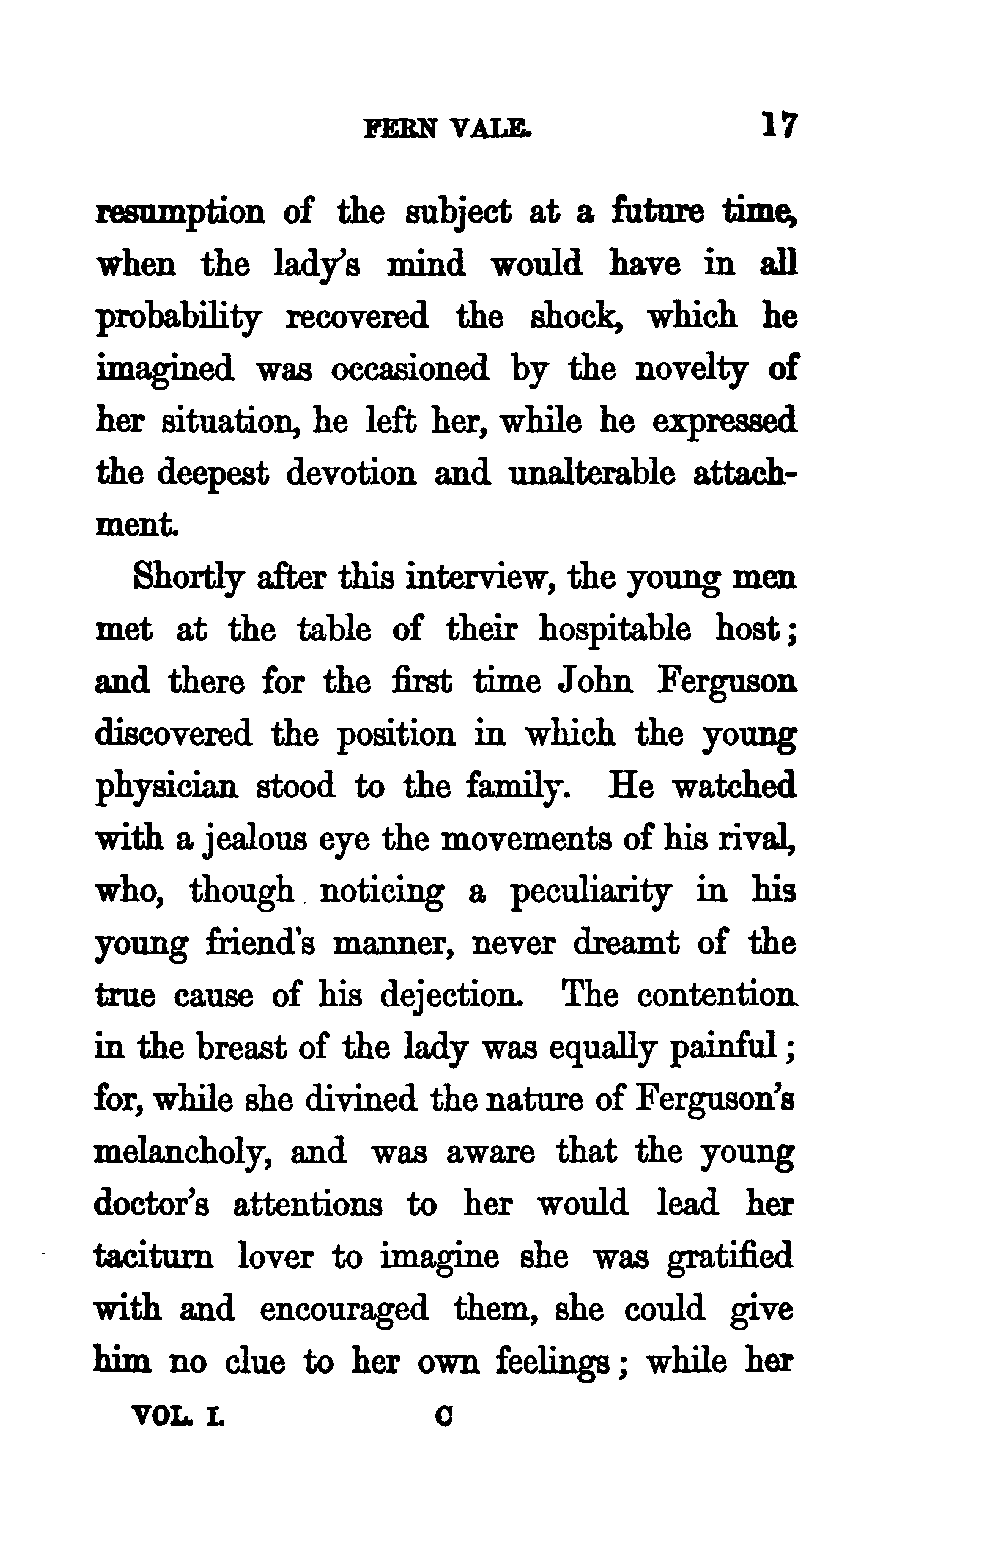 FERN VALE. 17
resumption of the subject at a future time,
when the lady's mind would have in all
probability recovered the shock, which he
imagined was occasioned by the novelty of
her situation, he left her, while he expressed
the deepest devotion and unalterable attach-
ment.
Shortly after this interview, the young men
met at the table of their hospitable host;
and there for the first time John Ferguson
discovered the position in which the young
physician stood to the family. He watched
with a jealous eye the movements of his rival,
who, though noticing a peculiarity in his
young friend's manner, never dreamt of the
true cause of his dejection. The contention
in the breast of the lady was equally painful;
for, while she divined the nature of Ferguson's
melancholy, and was aware that the young
doctor's attentions to her would lead her
taciturn lover to imagine she was gratified
with and encouraged them, she could give
him no clue to her own feelings; while her
VOL. I. C